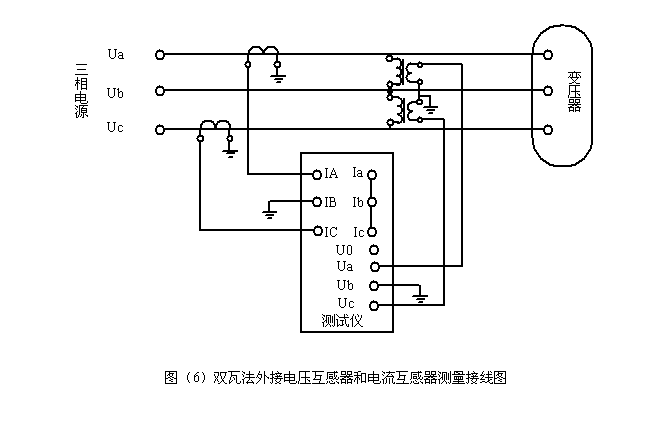 三相电源
Ua
Ub
Uc
变压器
IA Ia
IB Ib
IC Ic
U0
Ua
Ub
Uc
测试仪
图（6）双瓦法外接电压互感器和电流互感器测量接线图